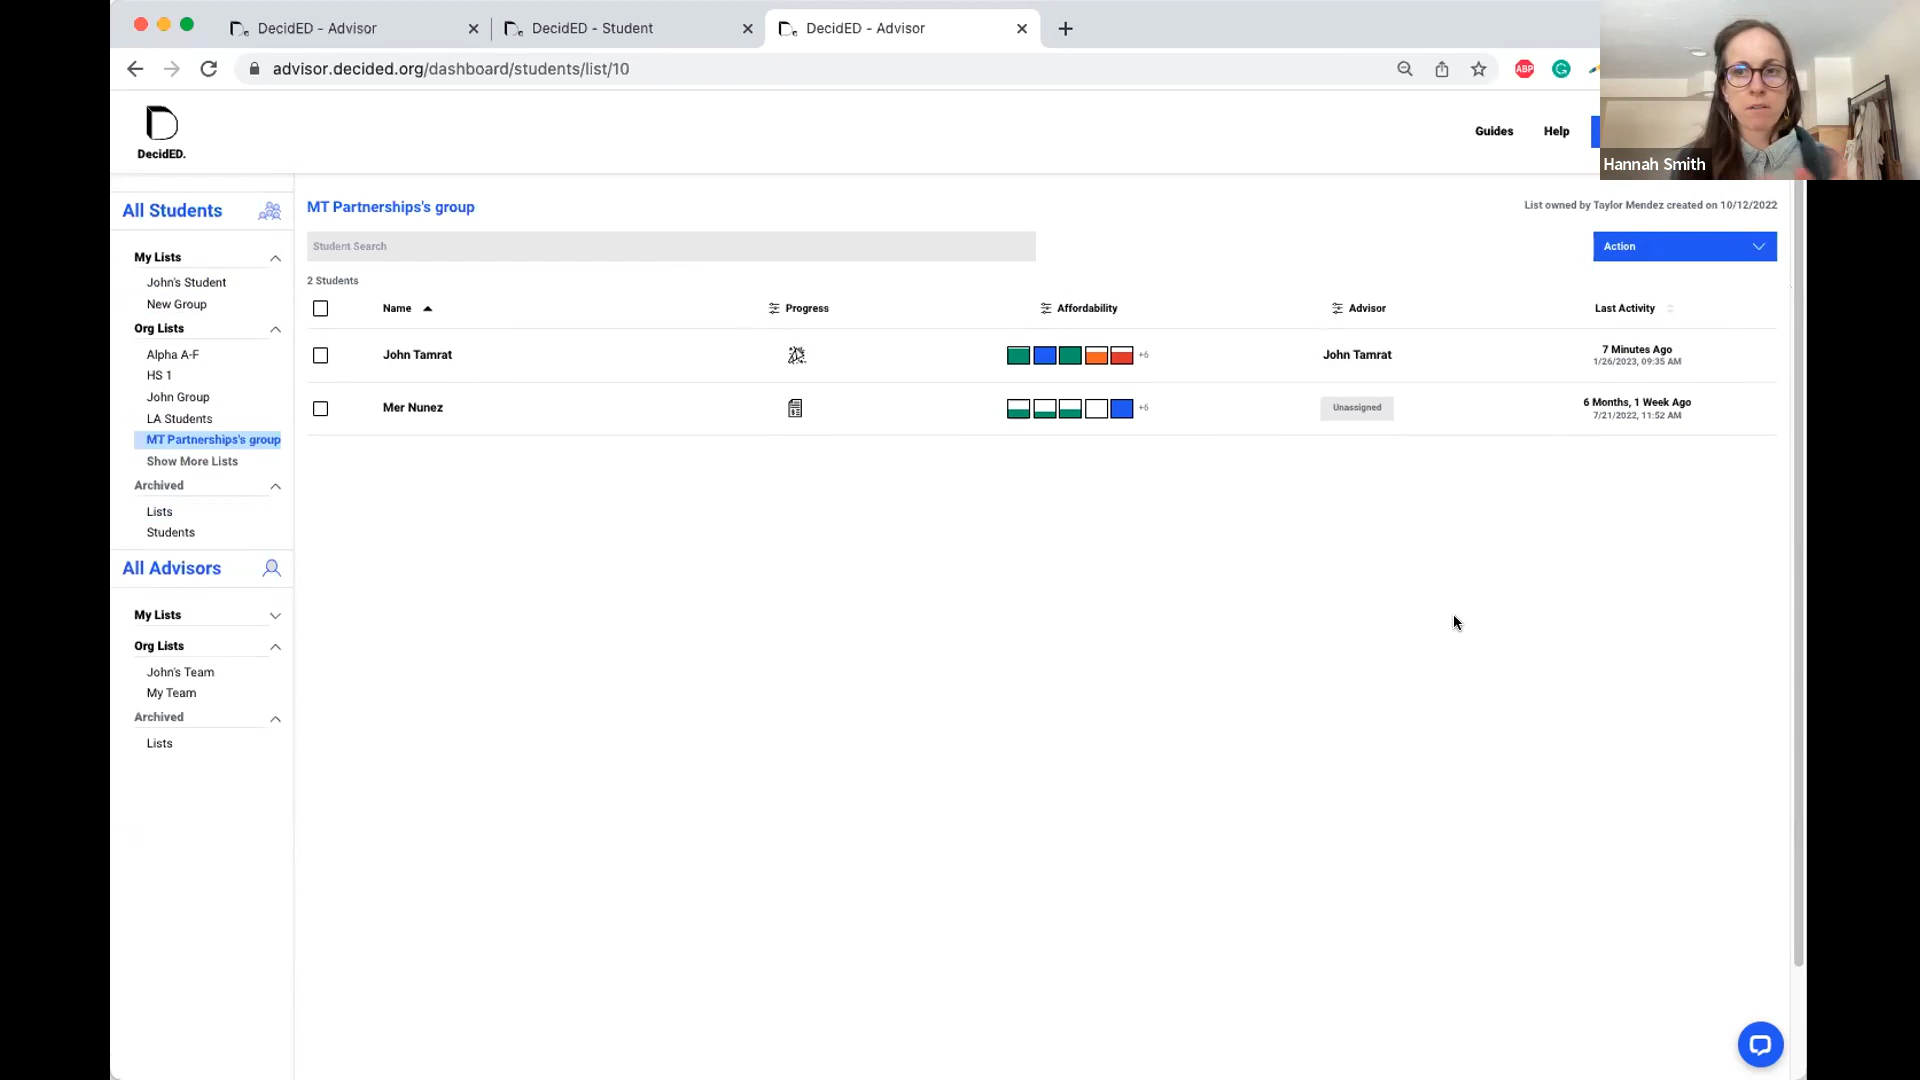 DecidED - Advisor
DecidED - Student
DecidED - Advisor
advisor.decided.org/dashboard/students/list/10
ABP
G
DecidED.
Guides
Help
Hannah Smith
All Students
My Lists
John's Student
New Group
Org Lists
Alpha A-F
HS 1
John Group
LA Students
MT Partnerships's group
Show More Lists
Archived
Lists
Students
All Advisors
My Lists
Org Lists
John's Team
My Team
Archived
Lists
MT Partnerships's group
List owned by Taylor Mendez created on 10/12/2022
Student Search
Action
2 Students
Name
Progress
Affordability
Advisor
Last Activity
John Tamrat
+6
John Tamrat
7 Minutes Ago
1/26/2023, 09:35 AM
Mer Nunez
+6
Unassigned
6 Months, 1 Week Ago
7/21/2022, 11:52 AM